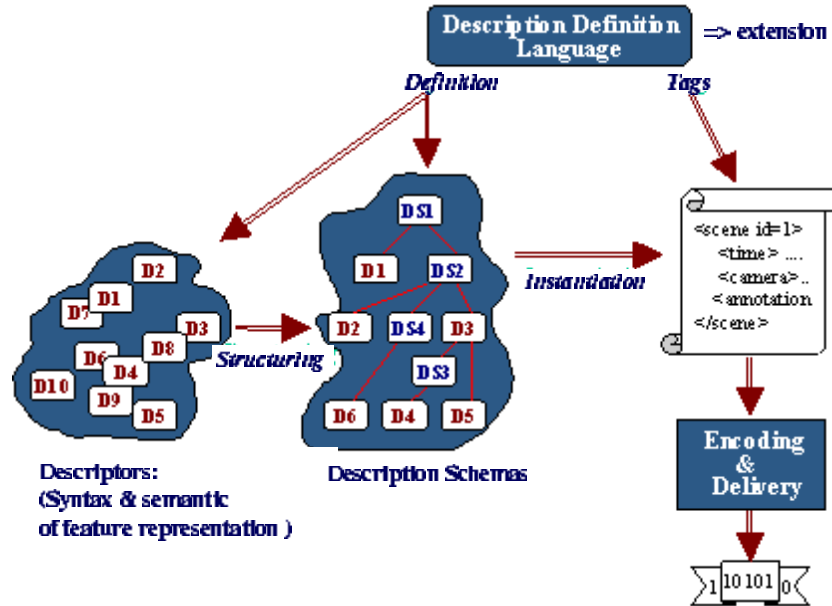 Description Definition
Language
=> extension
Definition
Tags
DS1
D1
DS2
D2
DS4
D3
DS3
D6
D4
D5
D2
D1
D7
D3
D8
D6
D4
D10
D9
D5
Structuring
Instantiation
<scene id=1>
<time> ....
<camera>..
<annotation
</scene>
Descriptors:
(Syntax & semantic
of feature representation )
Description Schemas
Encoding
&
Delivery
1 10 101 0